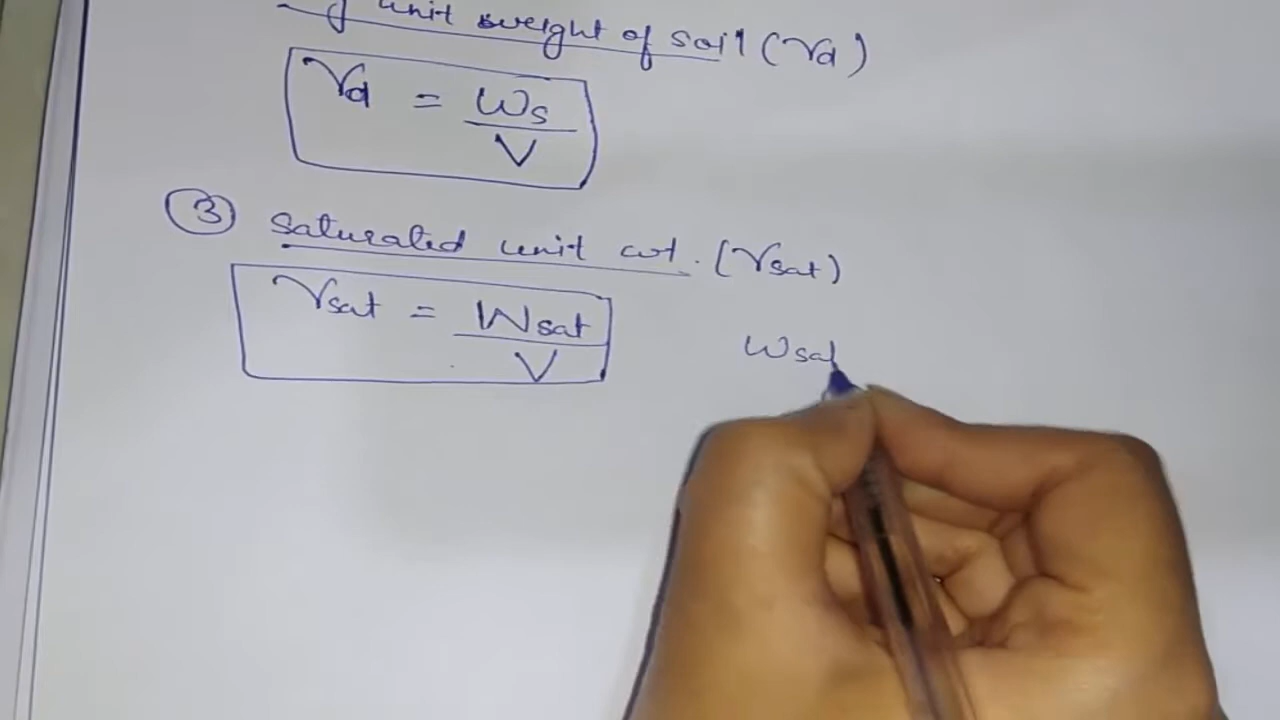 unit weight of soil (γd)
γd = Ws
V
③ saturated unit wt. (γsat)
γsat = Wsat
V
Wsat